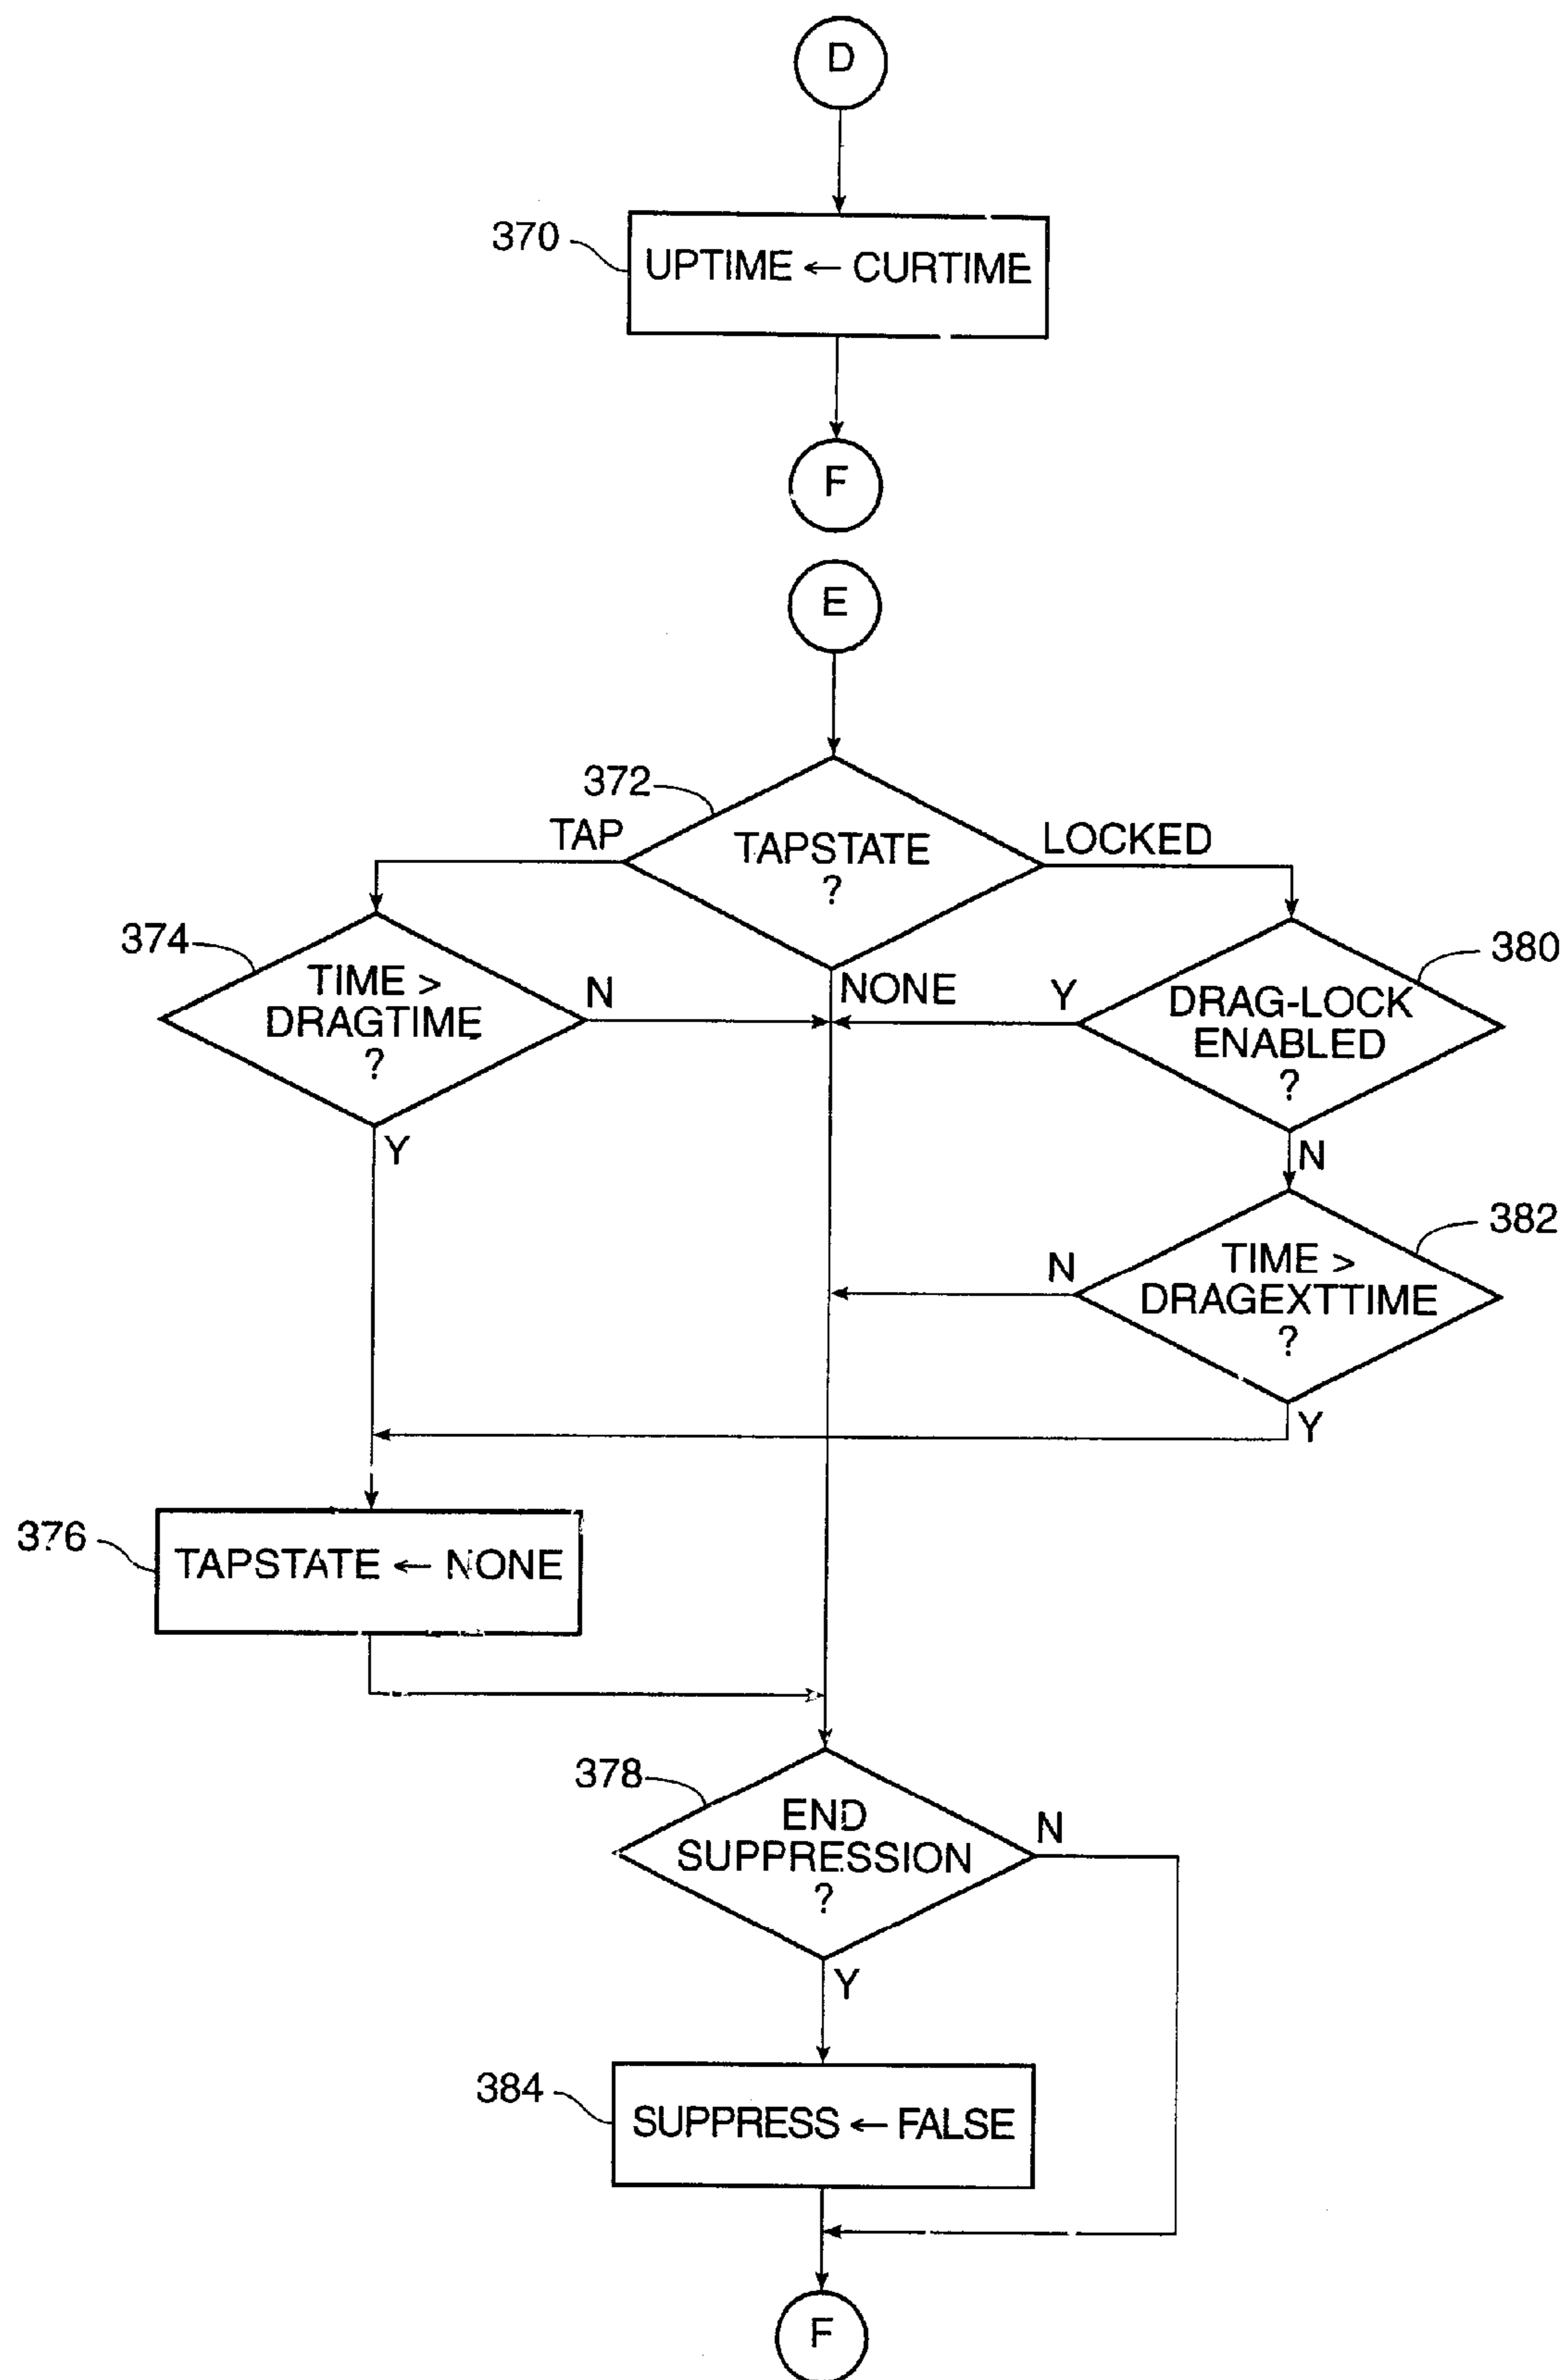 D
370
UPTIME ← CURTIME
F
E
372
TAP
TAPSTATE
?
LOCKED
374
TIME >
DRAGTIME
?
N
NONE
Y
DRAG-LOCK
ENABLED
?
380
Y
N
382
N
TIME >
DRAGEXTTIME
?
Y
376
TAPSTATE ← NONE
378
END
SUPPRESSION
?
N
Y
384
SUPPRESS ← FALSE
F